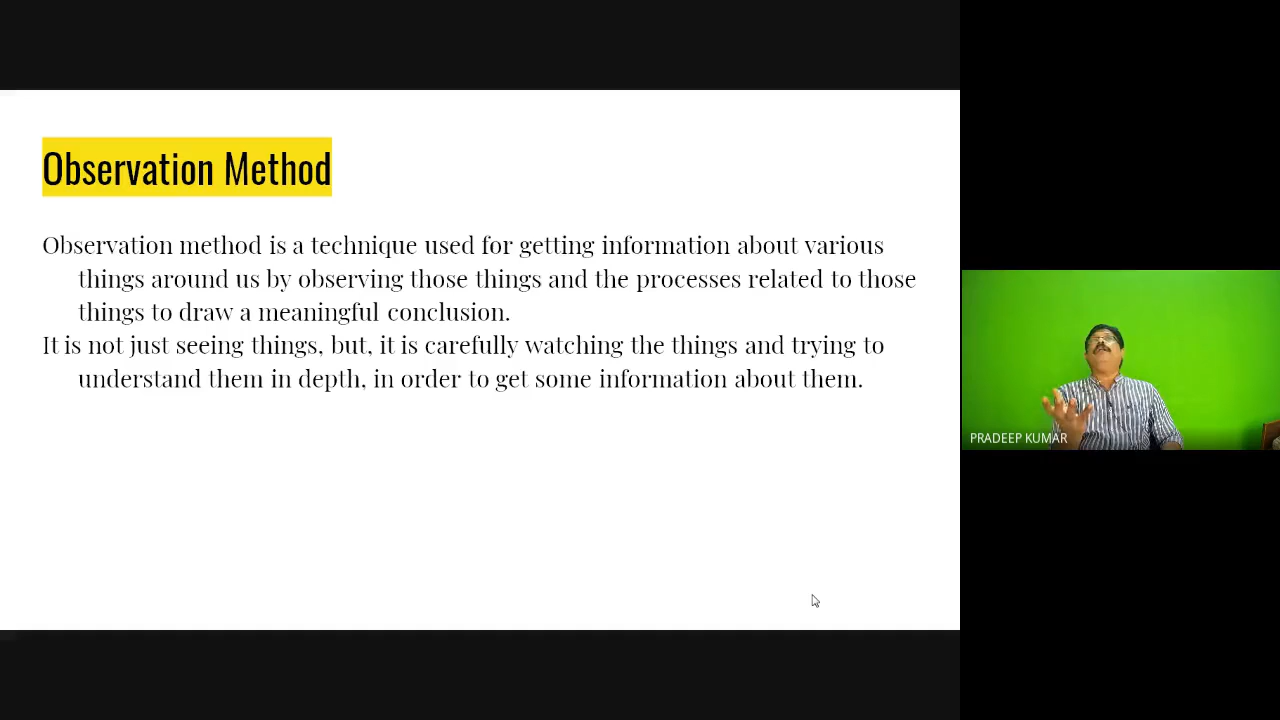 Observation Method
Observation method is a technique used for getting information about various
things around us by observing those things and the processes related to those
things to draw a meaningful conclusion.
It is not just seeing things, but, it is carefully watching the things and trying to
understand them in depth, in order to get some information about them.
PRADEEP KUMAR